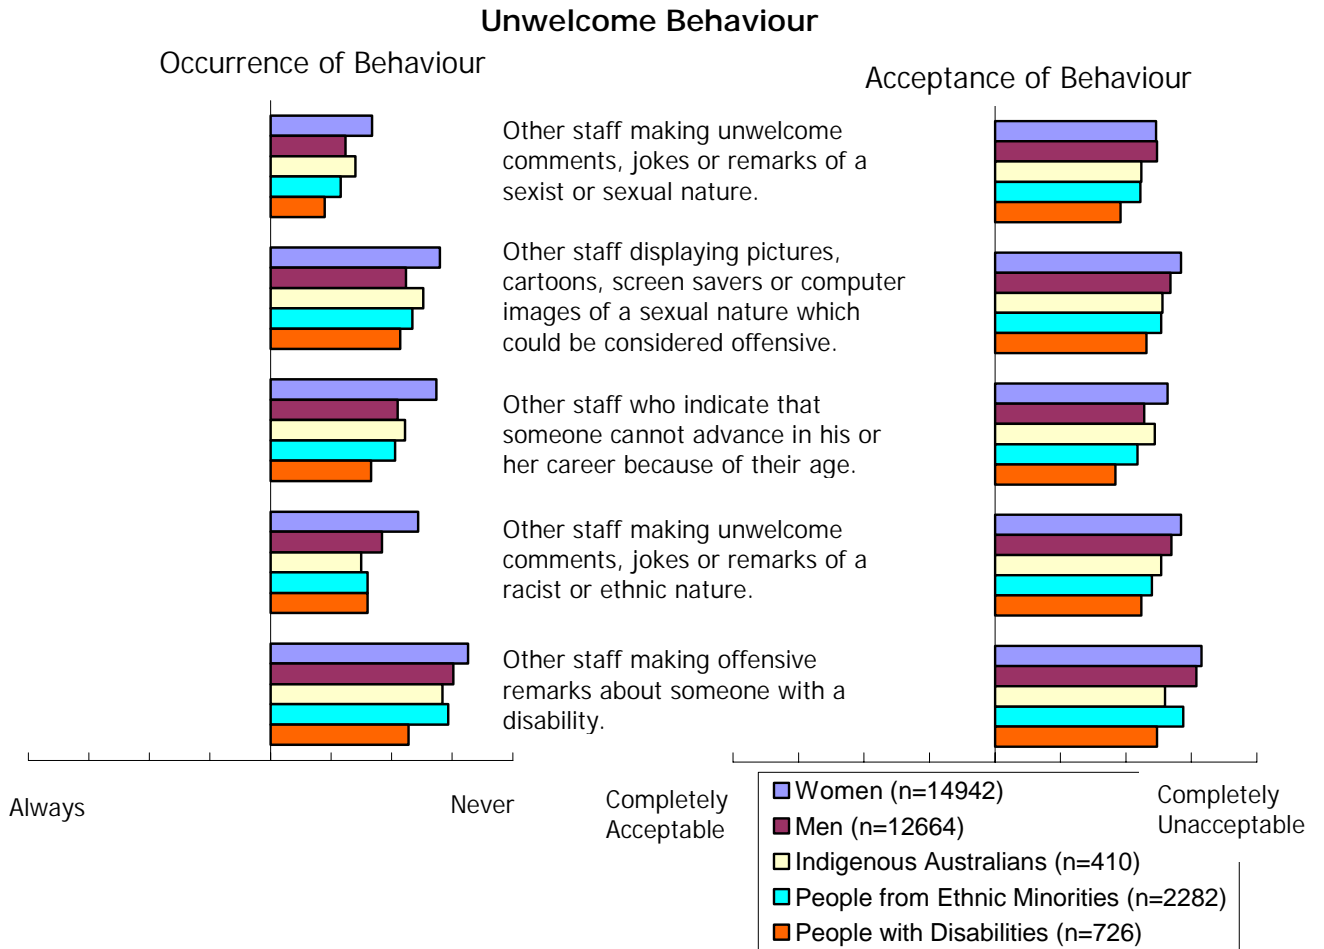 Unwelcome Behaviour
Occurrence of Behaviour
Acceptance of Behaviour
Other staff making unwelcome
comments, jokes or remarks of a
sexist or sexual nature.
Other staff displaying pictures,
cartoons, screen savers or computer
images of a sexual nature which
could be considered offensive.
Other staff who indicate that
someone cannot advance in his or
her career because of their age.
Other staff making unwelcome
comments, jokes or remarks of a
racist or ethnic nature.
Other staff making offensive
remarks about someone with a
disability.
Always
Never
Completely
Acceptable
Completely
Unacceptable
Women (n=14942)
Men (n=12664)
Indigenous Australians (n=410)
People from Ethnic Minorities (n=2282)
People with Disabilities (n=726)